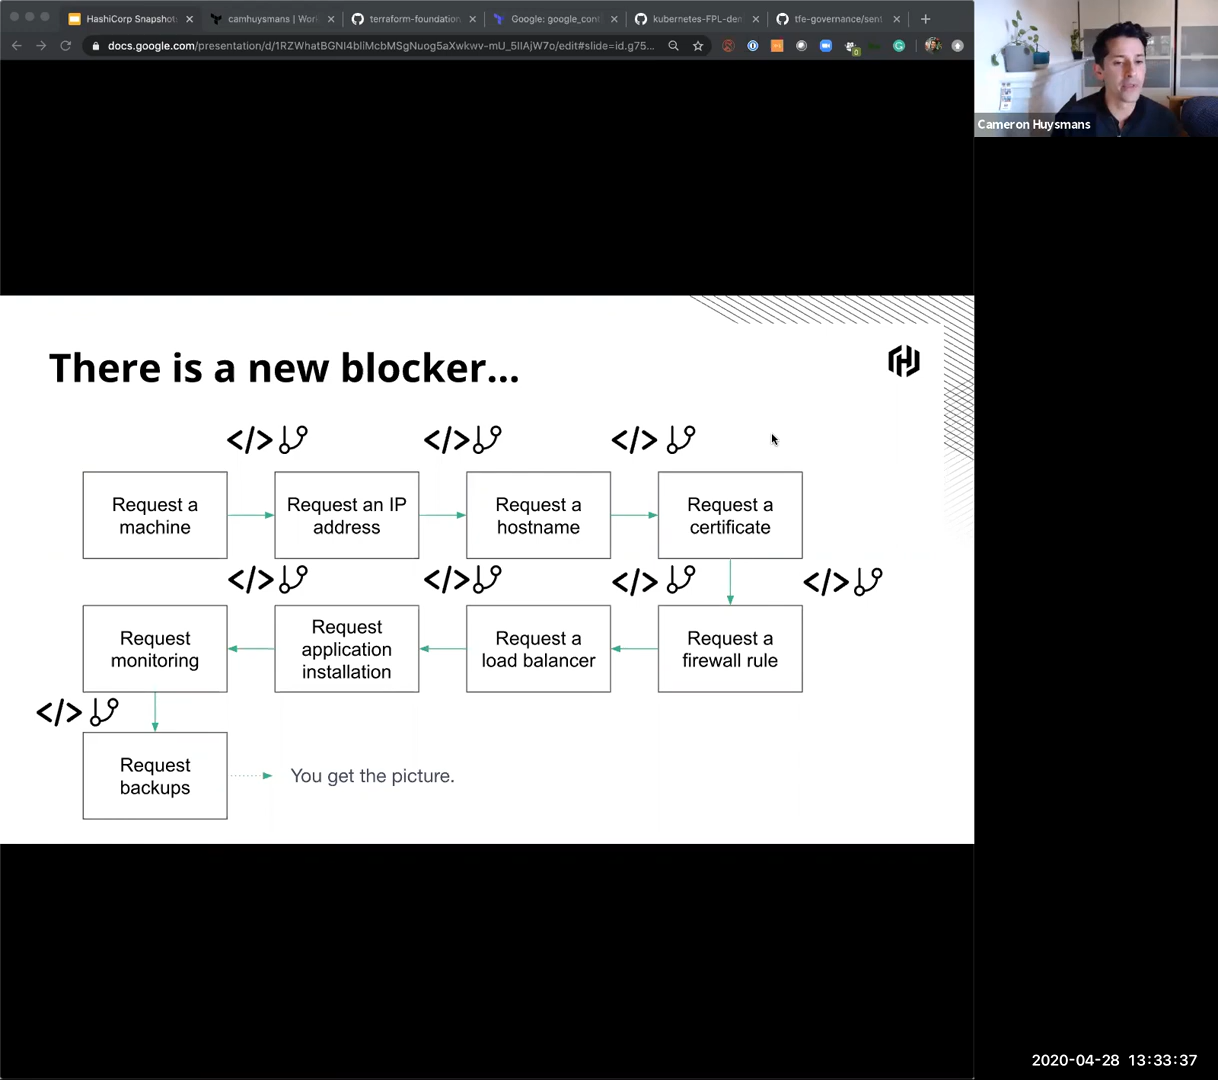 HashiCorp Snapshot:
camhuysmans | Wor
terraform-foundation
Google: google_cont
kubernetes-FPL-den
tfe-governance/sent
docs.google.com/presentation/d/1RZWhatBGNI4bliMcbMSgNuog5aXwkwv-mU_5IIAjW7o/edit#slide=id.g75...
Cameron Huysmans
There is a new blocker...
</> </> </>
Request a
machine
Request an IP
address
Request a
hostname
Request a
certificate
</> </> </> </>
Request
monitoring
Request
application
installation
Request a
load balancer
Request a
firewall rule
</>
Request
backups
You get the picture.
2020-04-28 13:33:37